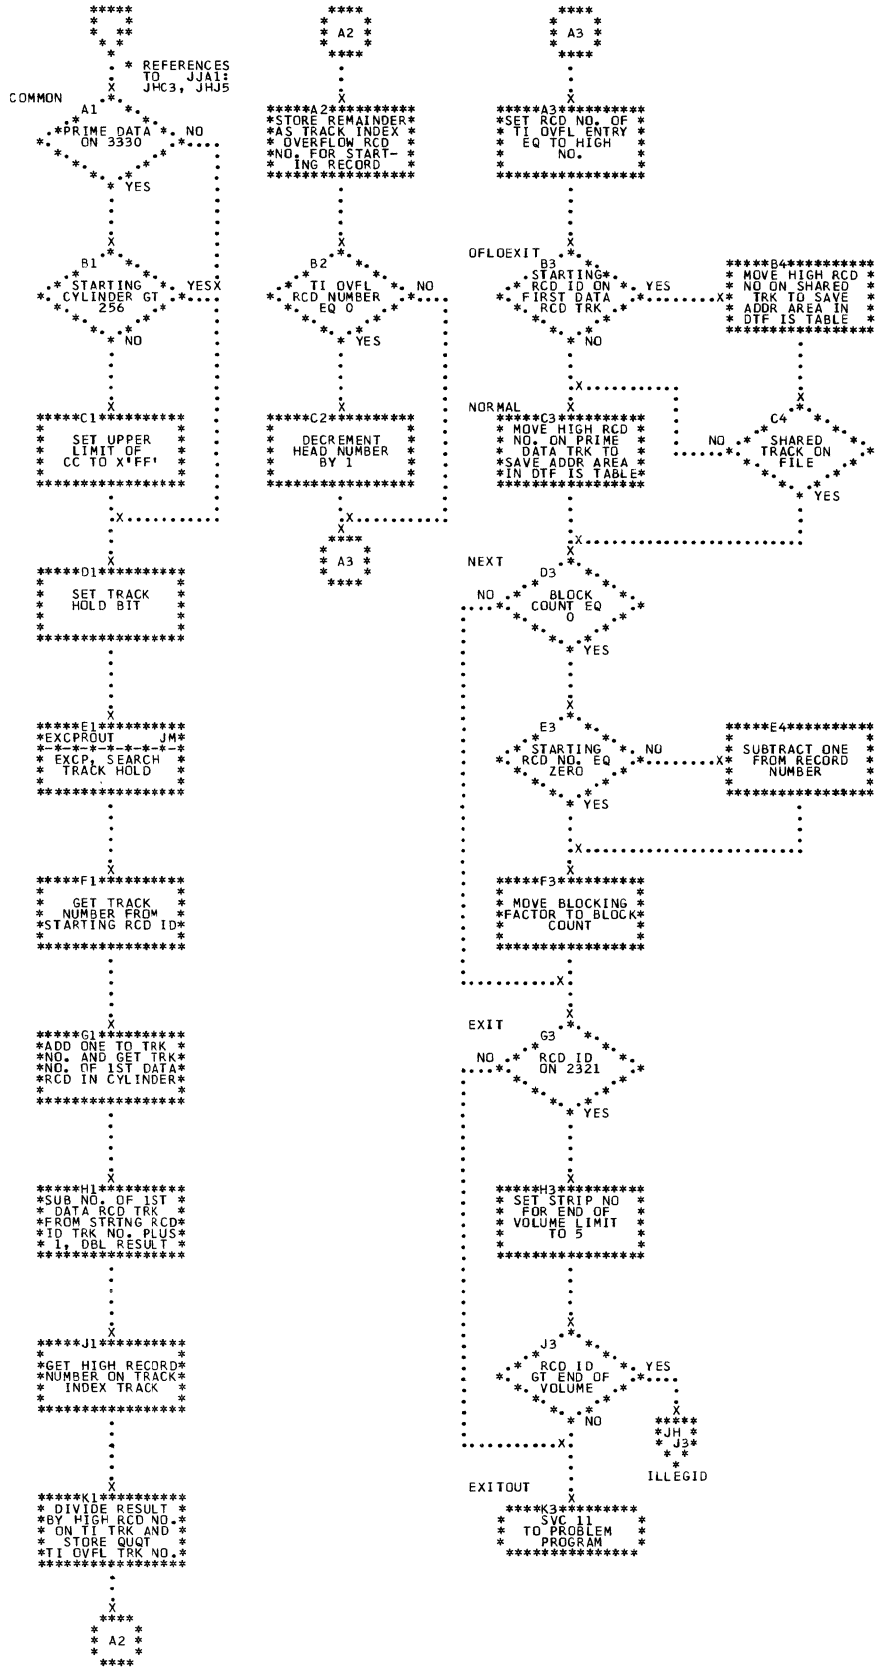 * REFERENCES
TO JJA1:
JHC3, JHJ5
COMMON
A1
PRIME DATA
ON 3330
NO
YES
B1
STARTING
CYLINDER GT
256
YES
NO
C1
SET UPPER
LIMIT OF
CC TO X'FF'
D1
SET TRACK
HOLD BIT
E1
EXCPROUT JM
EXCP, SEARCH
TRACK HOLD
F1
GET TRACK
NUMBER FROM
STARTING RCD ID
G1
ADD ONE TO TRK
NO. AND GET TRK
NO. OF 1ST DATA
RCD IN CYLINDER
H1
SUB NO. OF 1ST
DATA RCD TRK
FROM STRTNG RCD
ID TRK NO. PLUS
1, DBL RESULT
J1
GET HIGH RECORD
NUMBER ON TRACK
INDEX TRACK
K1
DIVIDE RESULT
BY HIGH RCD NO.
ON TI TRK AND
STORE QUQT
TI OVFL TRK NO.
A2
A2
A2
STORE REMAINDER
AS TRACK INDEX
OVERFLOW RCD
NO. FOR START-
ING RECORD
B2
TI OVFL
RCD NUMBER
EQ 0
NO
YES
C2
DECREMENT
HEAD NUMBER
BY 1
A3
A3
A3
SET RCD NO. OF
TI OVFL ENTRY
EQ TO HIGH
NO.
OFLOEXIT
B3
STARTING
RCD ID ON
FIRST DATA
RCD TRK
YES
NO
B4
MOVE HIGH RCD
NO ON SHARED
TRK TO SAVE
ADDR AREA IN
DTF IS TABLE
C4
SHARED
TRACK ON
FILE
NO
YES
NORMAL
C3
MOVE HIGH RCD
NO. ON PRIME
DATA TRK TO
SAVE ADDR AREA
IN DTF IS TABLE
NEXT
D3
BLOCK
COUNT EQ
0
NO
YES
E3
STARTING
RCD NO. EQ
ZERO
NO
YES
E4
SUBTRACT ONE
FROM RECORD
NUMBER
F3
MOVE BLOCKING
FACTOR TO BLOCK
COUNT
EXIT
G3
RCD ID
ON 2321
NO
YES
H3
SET STRIP NO
FOR END OF
VOLUME LIMIT
TO 5
J3
RCD ID
GT END OF
VOLUME
YES
NO
JH
J3
ILLEGID
EXITOUT
K3
SVC 11
TO PROBLEM
PROGRAM